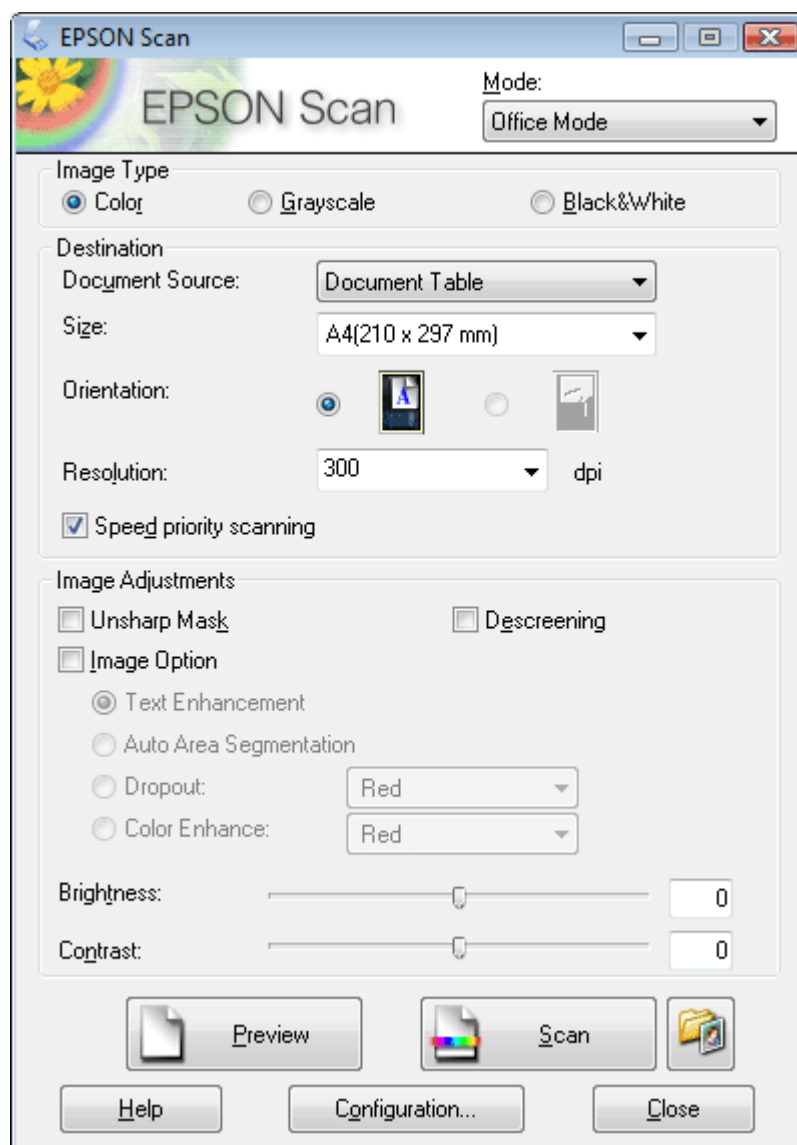 EPSON Scan
EPSON Scan
Mode:
Office Mode
Image Type
Color
Grayscale
Black&White
Destination
Document Source:
Document Table
Size:
A4(210 x 297 mm)
Orientation:
A
Resolution:
300
dpi
Speed priority scanning
Image Adjustments
Unsharp Mask
Descreening
Image Option
Text Enhancement
Auto Area Segmentation
Dropout:
Red
Color Enhance:
Red
Brightness:
0
Contrast:
0
Preview
Scan
Help
Configuration...
Close